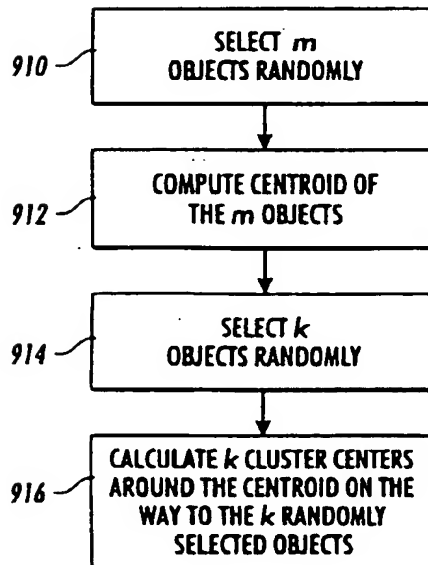 910
SELECT m
OBJECTS RANDOMLY
912
COMPUTE CENTROID OF
THE m OBJECTS
914
SELECT k
OBJECTS RANDOMLY
916
CALCULATE k CLUSTER CENTERS
AROUND THE CENTROID ON THE
WAY TO THE k RANDOMLY
SELECTED OBJECTS